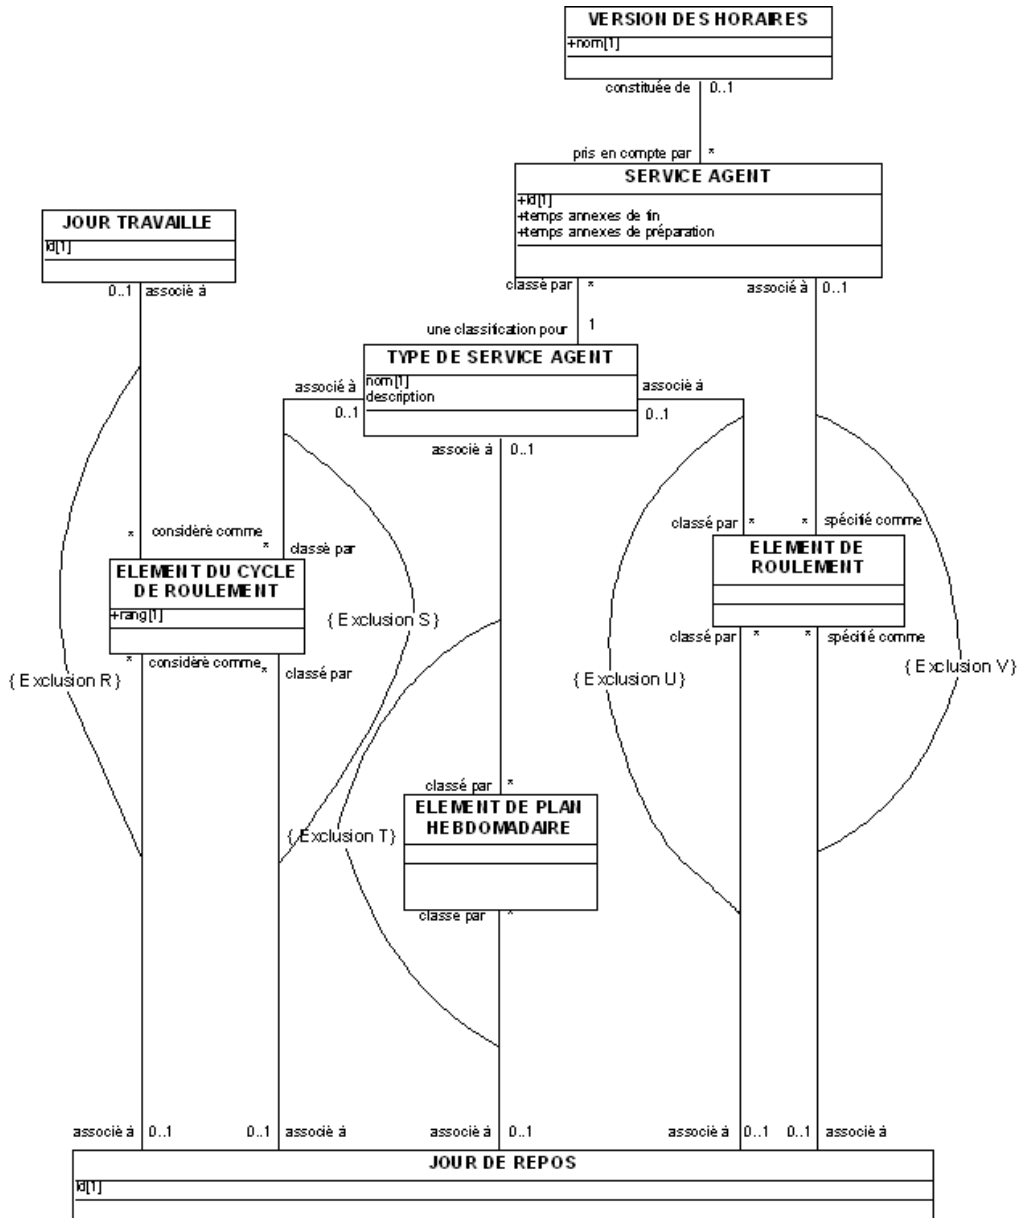 VERSION DES HORAIRES
+nom[1]
constituée de
0..1
pris en compte par
*
SERVICE AGENT
+Id[1]
+temps annexes de fin
+temps annexes de préparation
JOUR TRAVAILLE
Id[1]
0..1
associé à
classé par
*
associé à
0..1
une classification pour
1
TYPE DE SERVICE AGENT
nom[1]
description
associé à
0..1
associé à
0..1
associé à
0..1
*
considéré comme
*
classé par
classé par
*
*
spécifié comme
ELEMENT DU CYCLE
DE ROULEMENT
+rang[1]
ELEMENT DE
ROULEMENT
{ Exclusion S}
*
considéré comme
*
classé par
classé par
*
*
spécifié comme
{ Exclusion R}
{ Exclusion U}
{ Exclusion V}
classé par
*
ELEMENT DE PLAN
HEBDOMADAIRE
{ Exclusion T}
classé par
*
associé à
0..1
0..1
associé à
associé à
0..1
associé à
0..1
0..1
associé à
JOUR DE REPOS
Id[1]